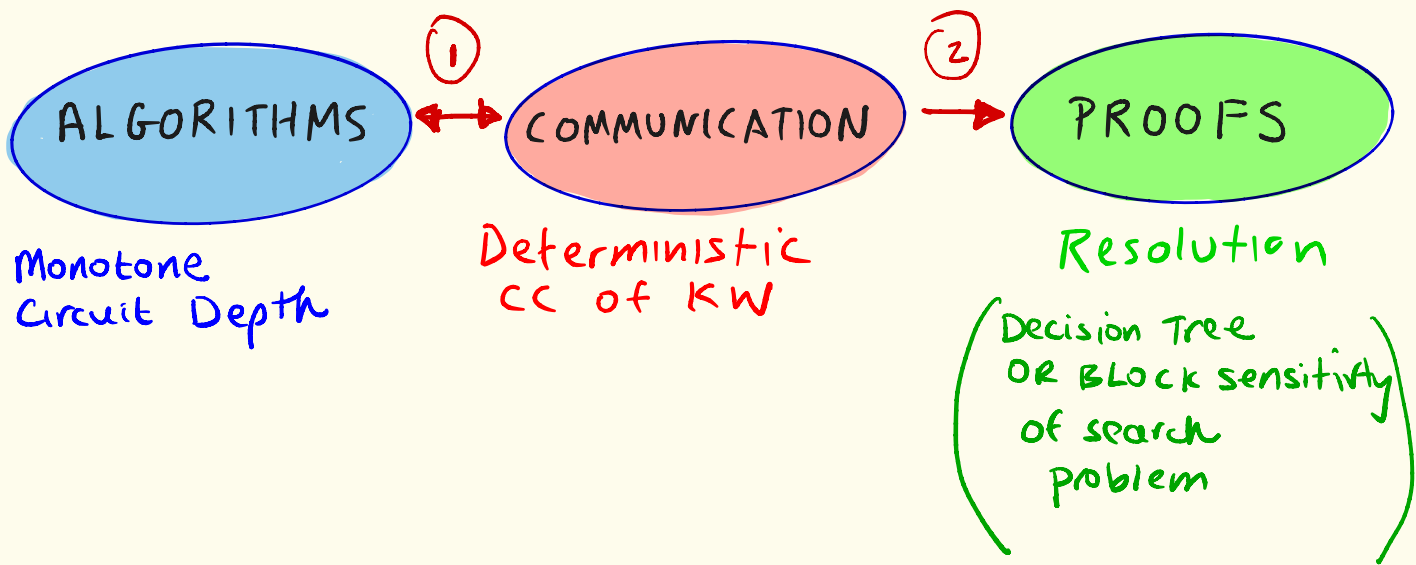 1
2
ALGORITHMS
COMMUNICATION
PROOFS
Monotone
Circuit Depth
Deterministic
CC of KW
Resolution
(Decision Tree
OR BLOCK sensitivity
of search
problem)